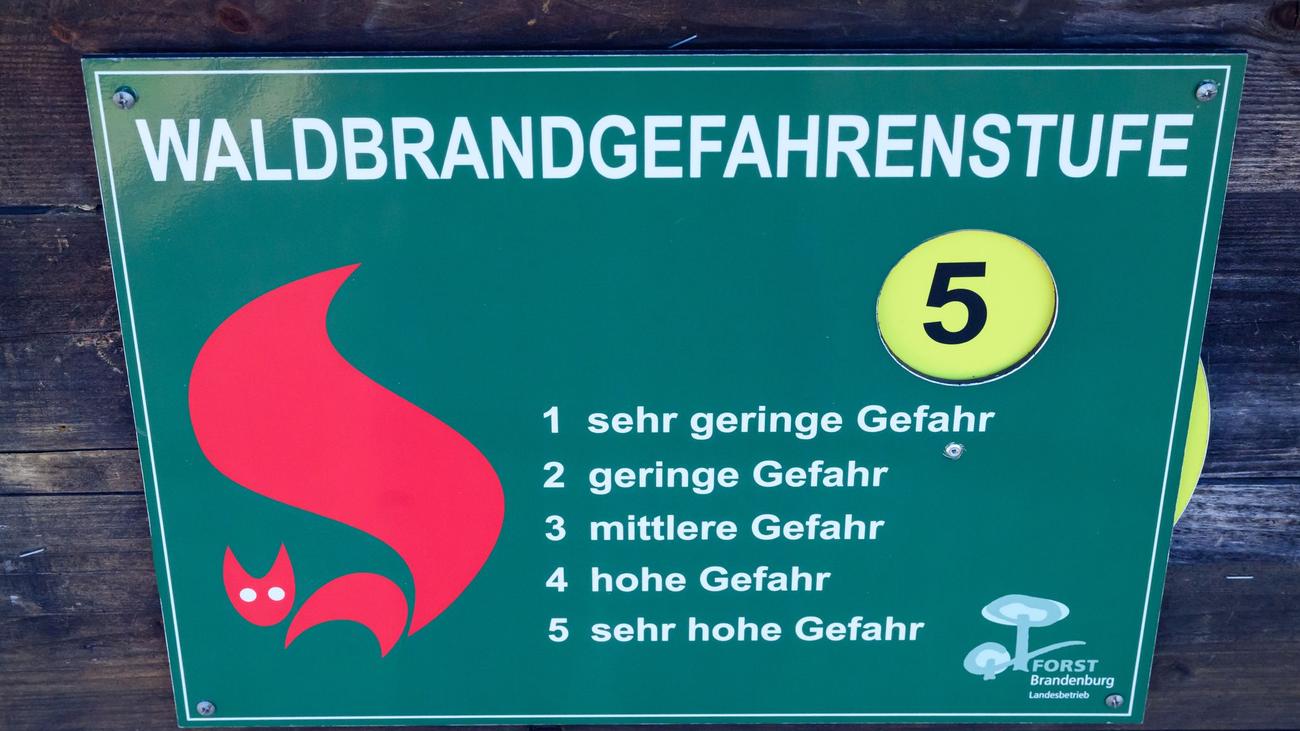 WALDBRANDGEFAHRENSTUFE
5
1 sehr geringe Gefahr
2 geringe Gefahr
3 mittlere Gefahr
4 hohe Gefahr
5 sehr hohe Gefahr
FORST
Brandenburg
Landesbetrieb